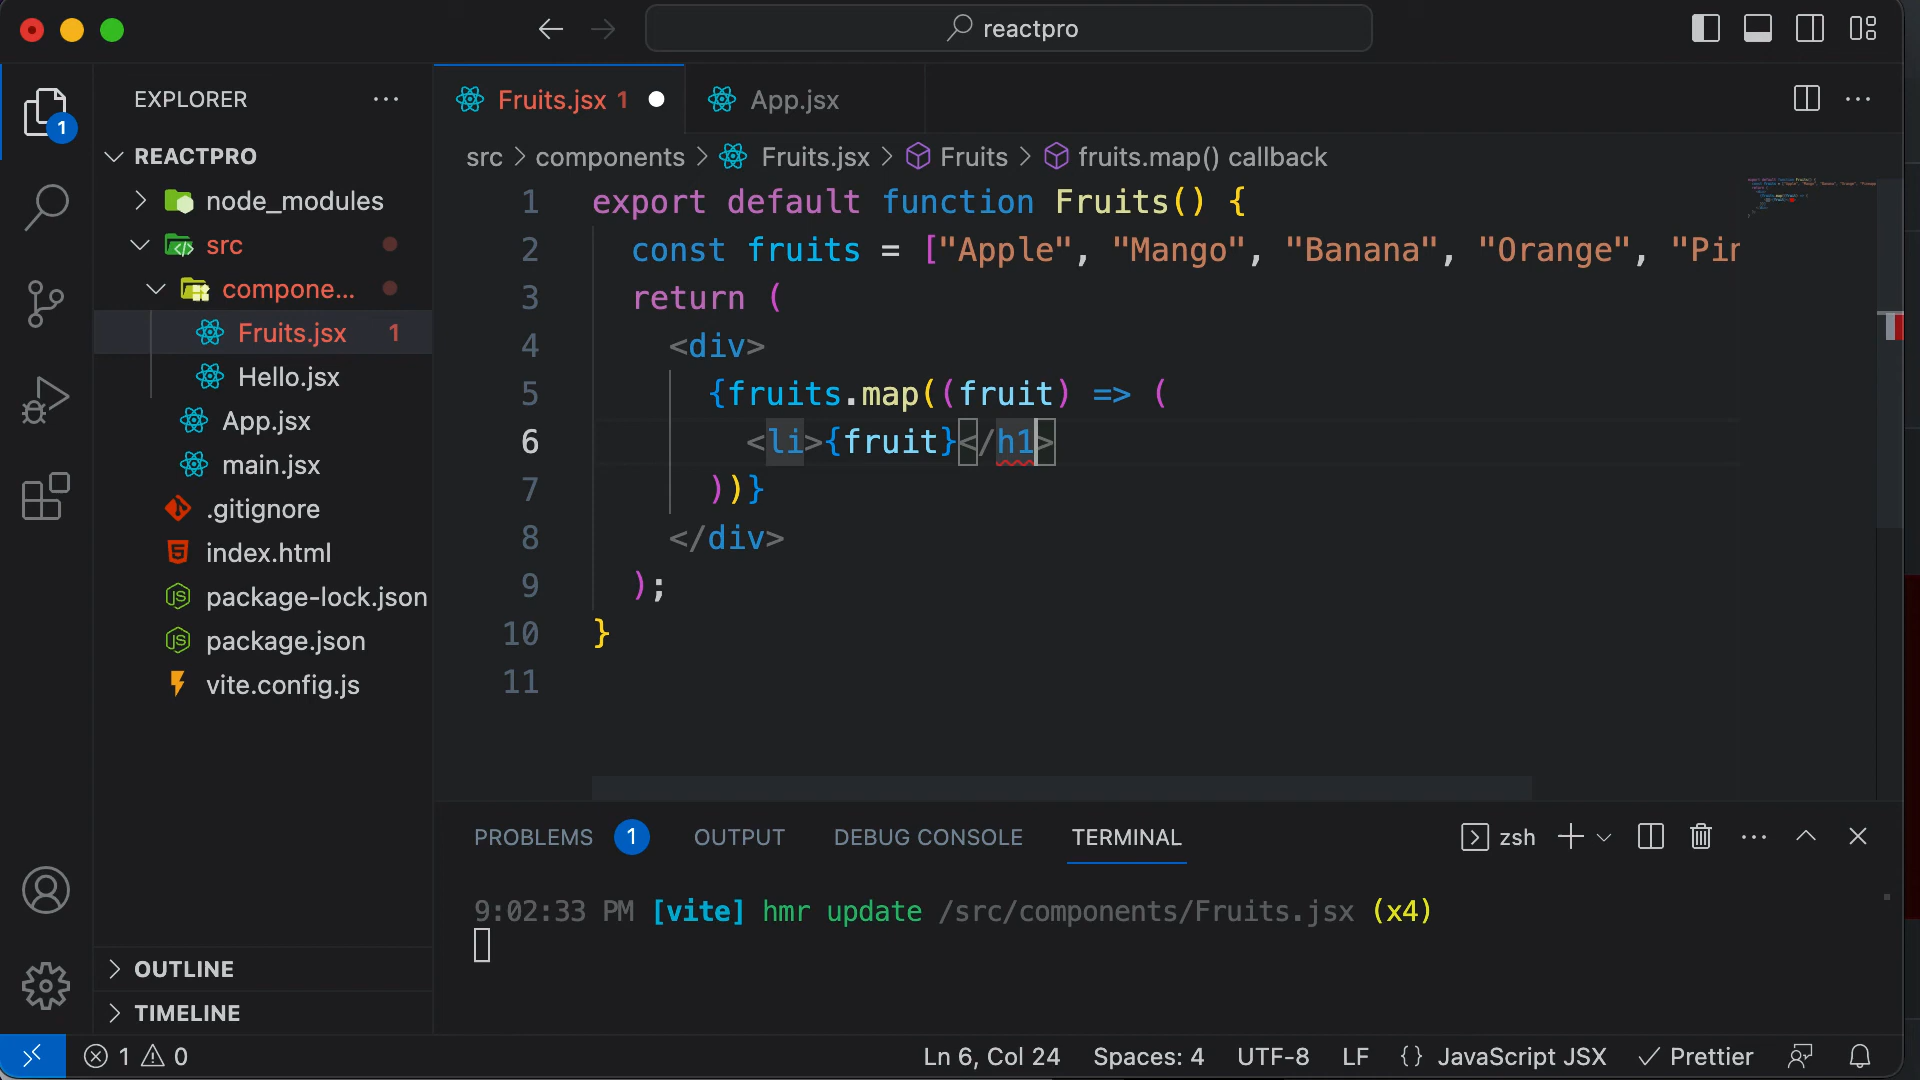 reactpro
EXPLORER
Fruits.jsx 1
App.jsx
1
REACTPRO
node_modules
src
compone...
Fruits.jsx 1
Hello.jsx
App.jsx
main.jsx
.gitignore
index.html
package-lock.json
package.json
vite.config.js
OUTLINE
TIMELINE
src > components > Fruits.jsx > Fruits > fruits.map() callback
1 export default function Fruits() {
2 const fruits = ["Apple", "Mango", "Banana", "Orange", "Pin
3 return (
4 <div>
5 {fruits.map((fruit) => (
6 <li>{fruit}</h1>
7 ))}
8 </div>
9 );
10 }
11
PROBLEMS 1 OUTPUT DEBUG CONSOLE TERMINAL
zsh
9:02:33 PM [vite] hmr update /src/components/Fruits.jsx (x4)
1 0
Ln 6, Col 24 Spaces: 4 UTF-8 LF {} JavaScript JSX Prettier